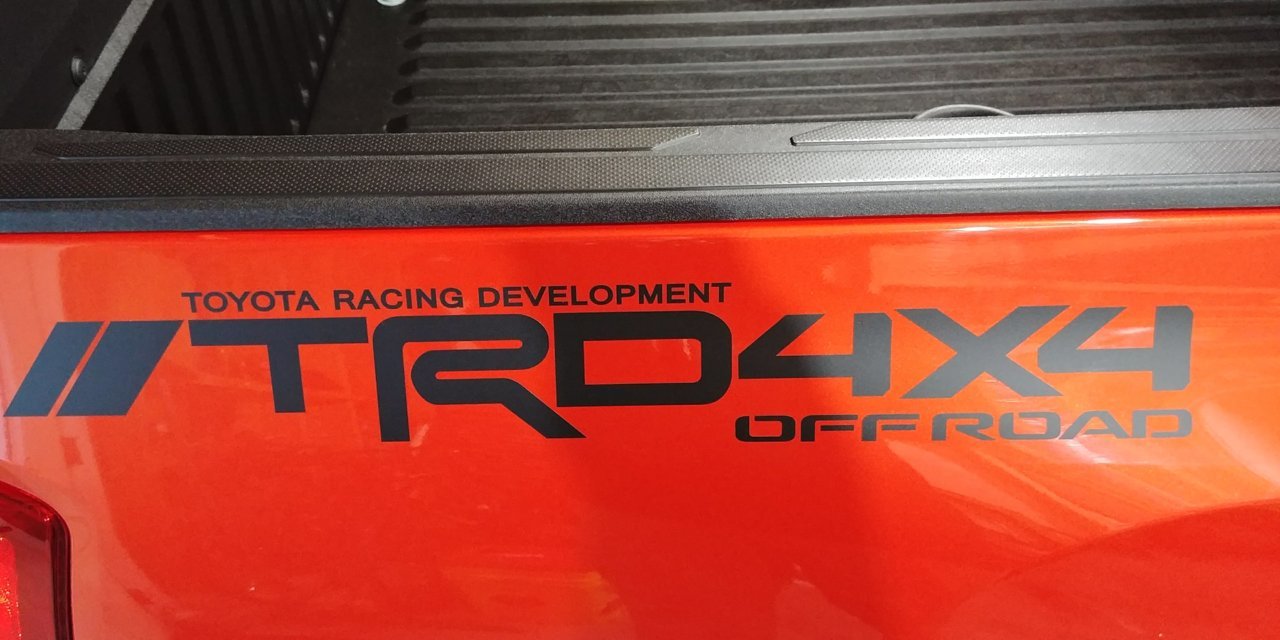 TOYOTA RACING DEVELOPMENT
//TRD4X4
OFF ROAD